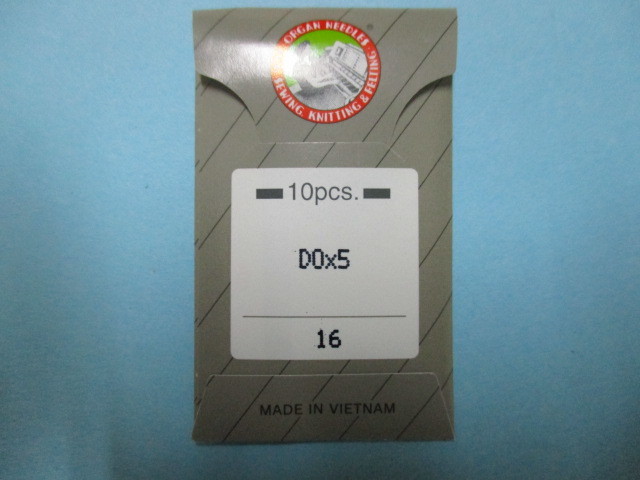 ORGAN NEEDLES
®
SEWING, KNITTING & FELTING
10pcs.
DOx5
16
MADE IN VIETNAM